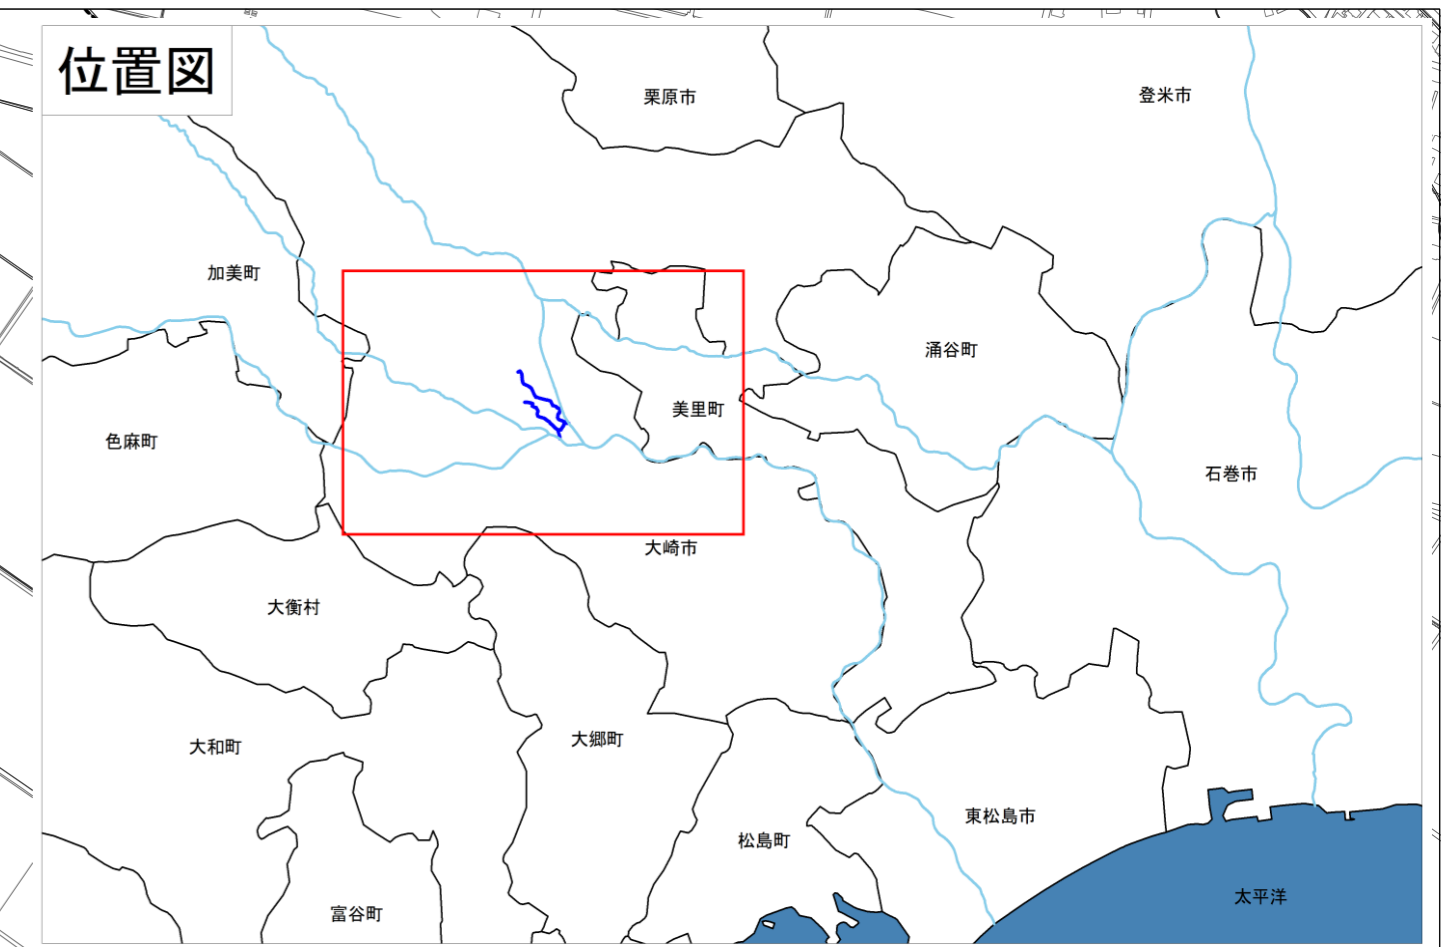 位置図
栗原市
登米市
加美町
涌谷町
美里町
色麻町
石巻市
大崎市
大衡村
大和町
大郷町
東松島市
松島町
太平洋
富谷町